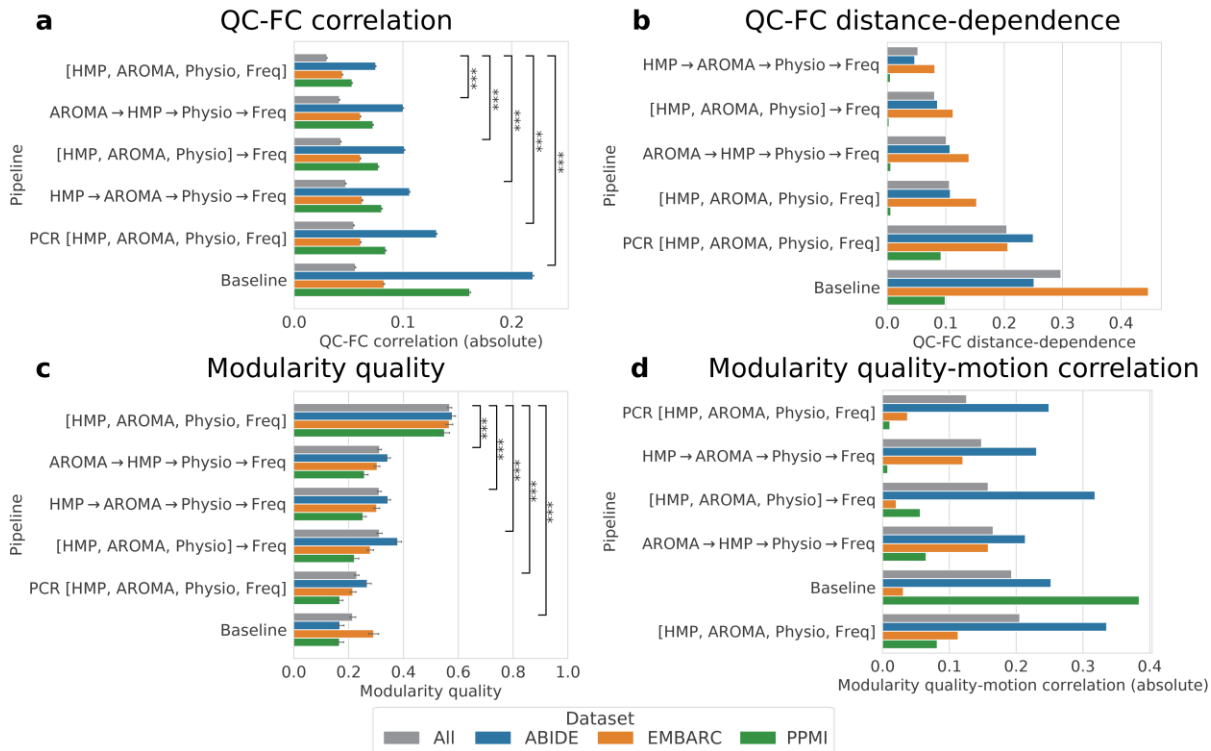 a QC-FC correlation
Pipeline
[HMP, AROMA, Physio, Freq]
AROMA→HMP→Physio→Freq
[HMP, AROMA, Physio]→Freq
HMP→AROMA→Physio→Freq
PCR [HMP, AROMA, Physio, Freq]
Baseline
***
***
***
***
***
0.0 0.1 0.2
QC-FC correlation (absolute)
b QC-FC distance-dependence
Pipeline
HMP→AROMA→Physio→Freq
[HMP, AROMA, Physio]→Freq
AROMA→HMP→Physio→Freq
[HMP, AROMA, Physio, Freq]
PCR [HMP, AROMA, Physio, Freq]
Baseline
0.0 0.1 0.2 0.3 0.4
QC-FC distance-dependence
c Modularity quality
Pipeline
[HMP, AROMA, Physio, Freq]
AROMA→HMP→Physio→Freq
HMP→AROMA→Physio→Freq
[HMP, AROMA, Physio]→Freq
PCR [HMP, AROMA, Physio, Freq]
Baseline
***
***
***
***
***
0.0 0.2 0.4 0.6 0.8 1.0
Modularity quality
d Modularity quality-motion correlation
Pipeline
PCR [HMP, AROMA, Physio, Freq]
HMP→AROMA→Physio→Freq
[HMP, AROMA, Physio]→Freq
AROMA→HMP→Physio→Freq
Baseline
[HMP, AROMA, Physio, Freq]
0.0 0.1 0.2 0.3 0.4
Modularity quality-motion correlation (absolute)
Dataset
All ABIDE EMBARC PPMI